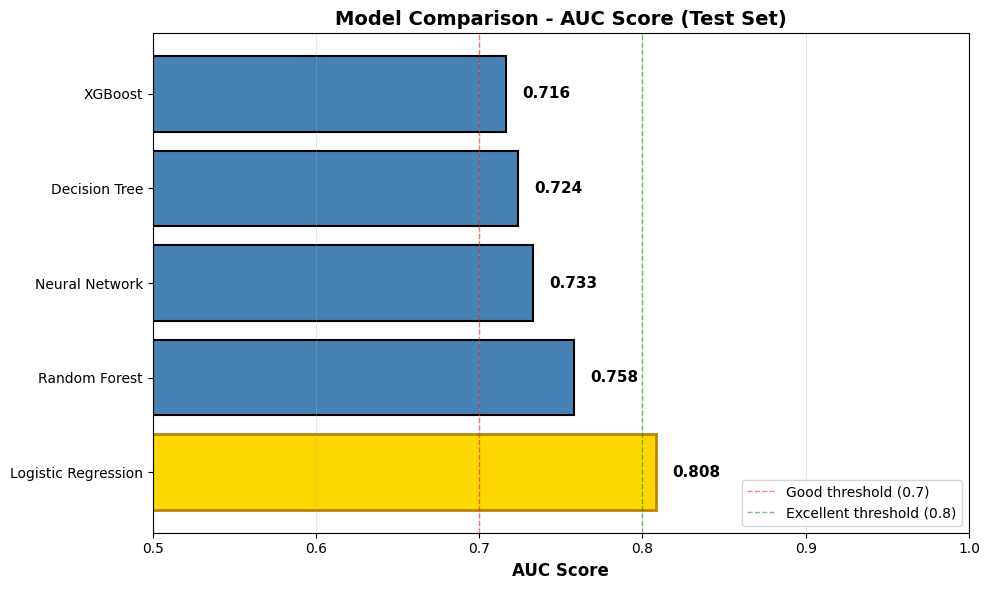 Model Comparison - AUC Score (Test Set)
XGBoost
0.716
Decision Tree
0.724
Neural Network
0.733
Random Forest
0.758
Logistic Regression
0.808
Good threshold (0.7)
Excellent threshold (0.8)
0.5 0.6 0.7 0.8 0.9 1.0
AUC Score